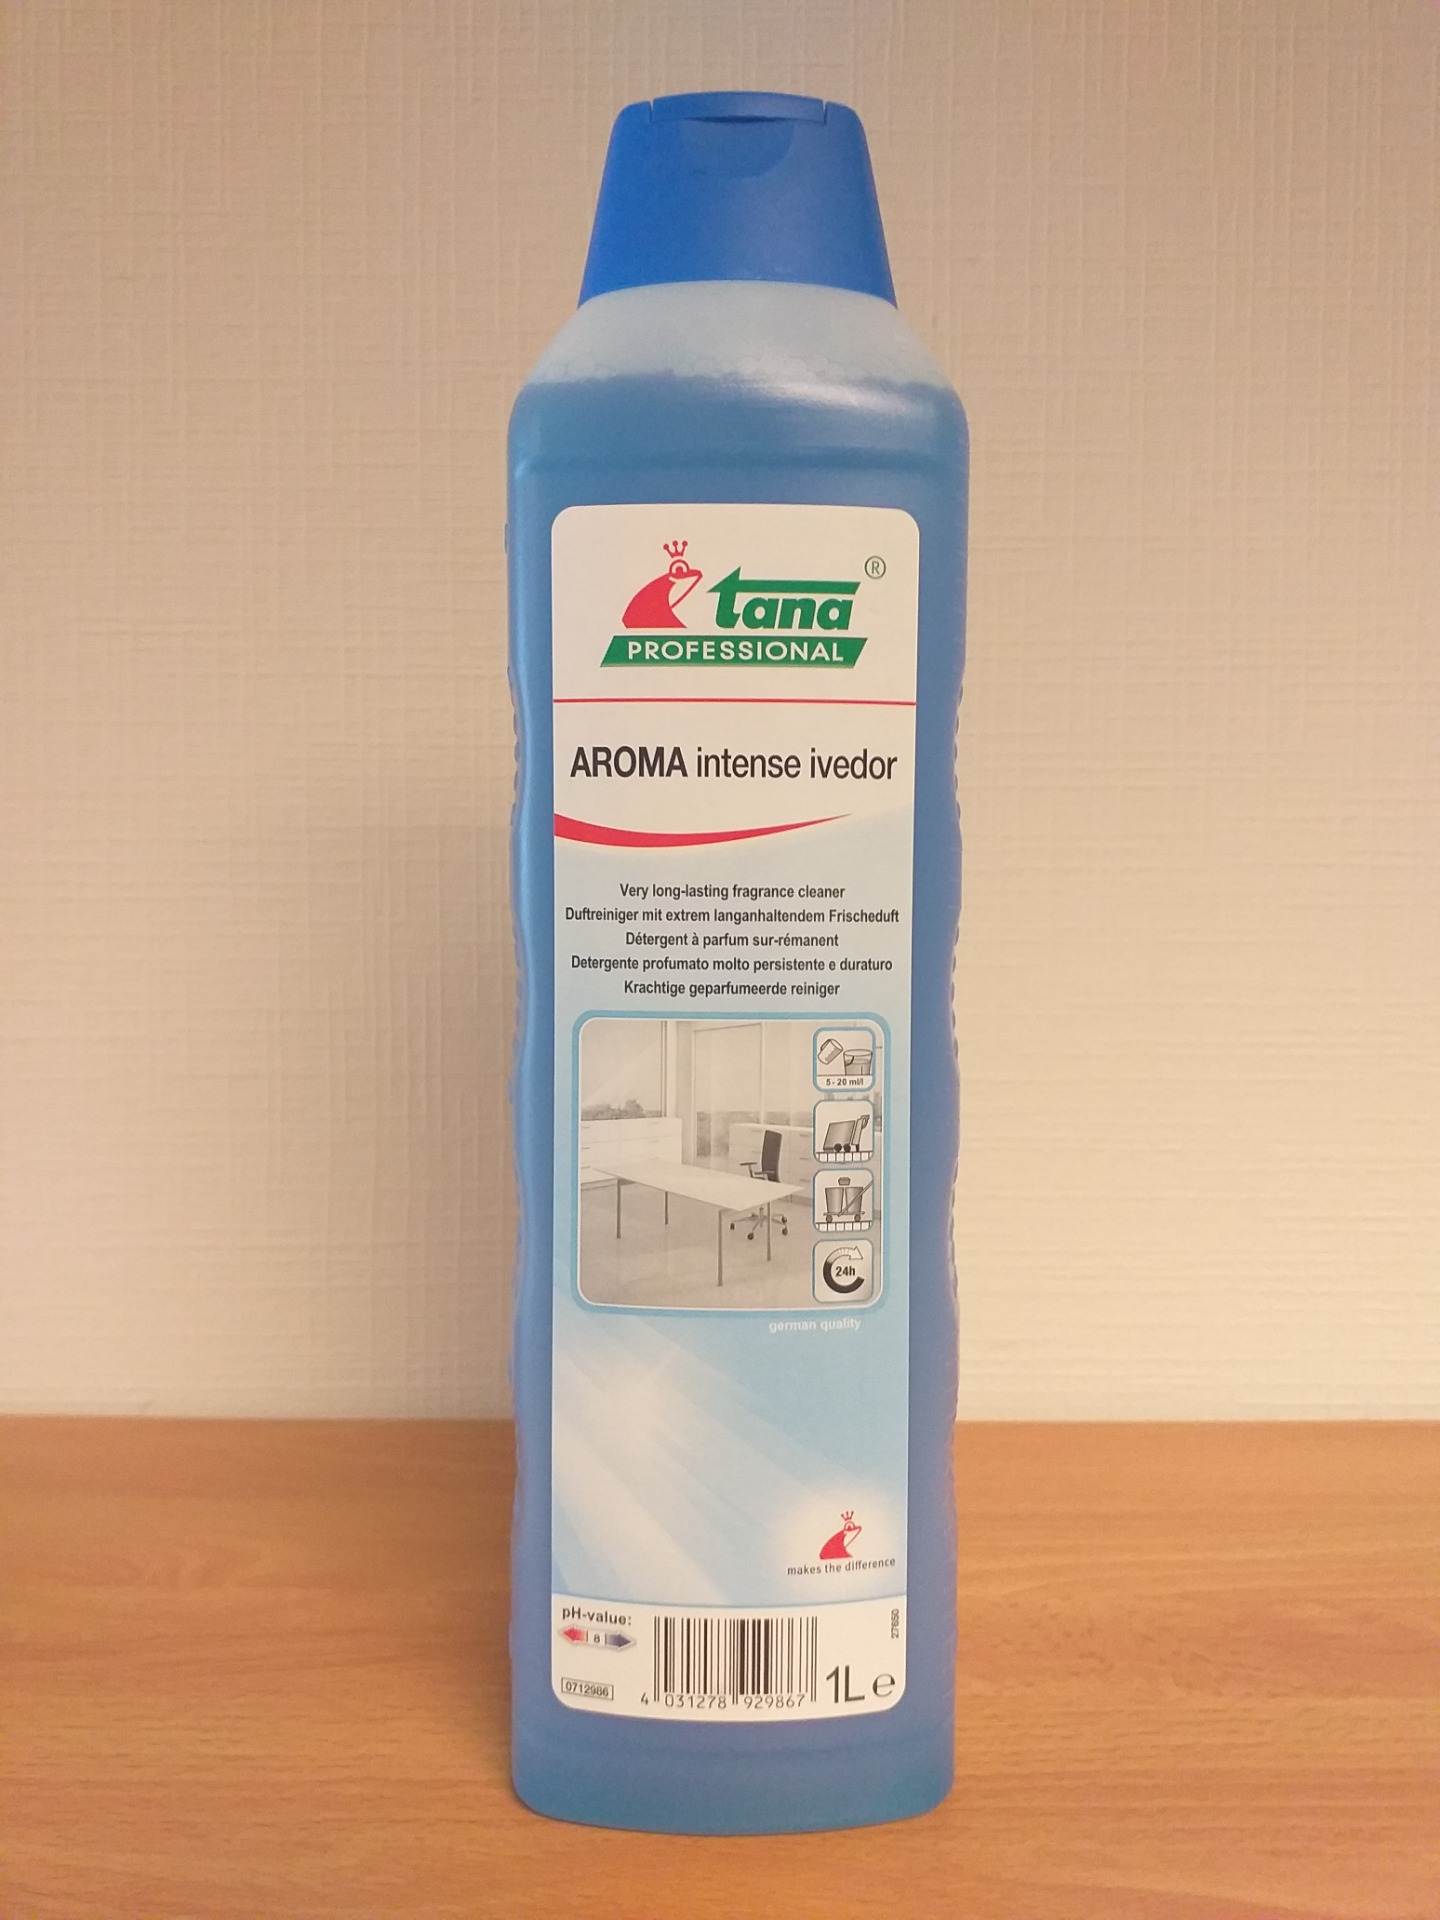 tana ®
PROFESSIONAL
AROMA intense ivedor
Very long-lasting fragrance cleaner
Duftreiniger mit extrem langanhaltendem Frischeduft
Détergent à parfum sur-rémanent
Detergente profumato molto persistente e duraturo
Krachtige geparfumeerde reiniger
5 - 20 ml/l
24h
german quality
makes the difference
pH-value:
8
27650
0712986
4 031278 929867
1L ℮